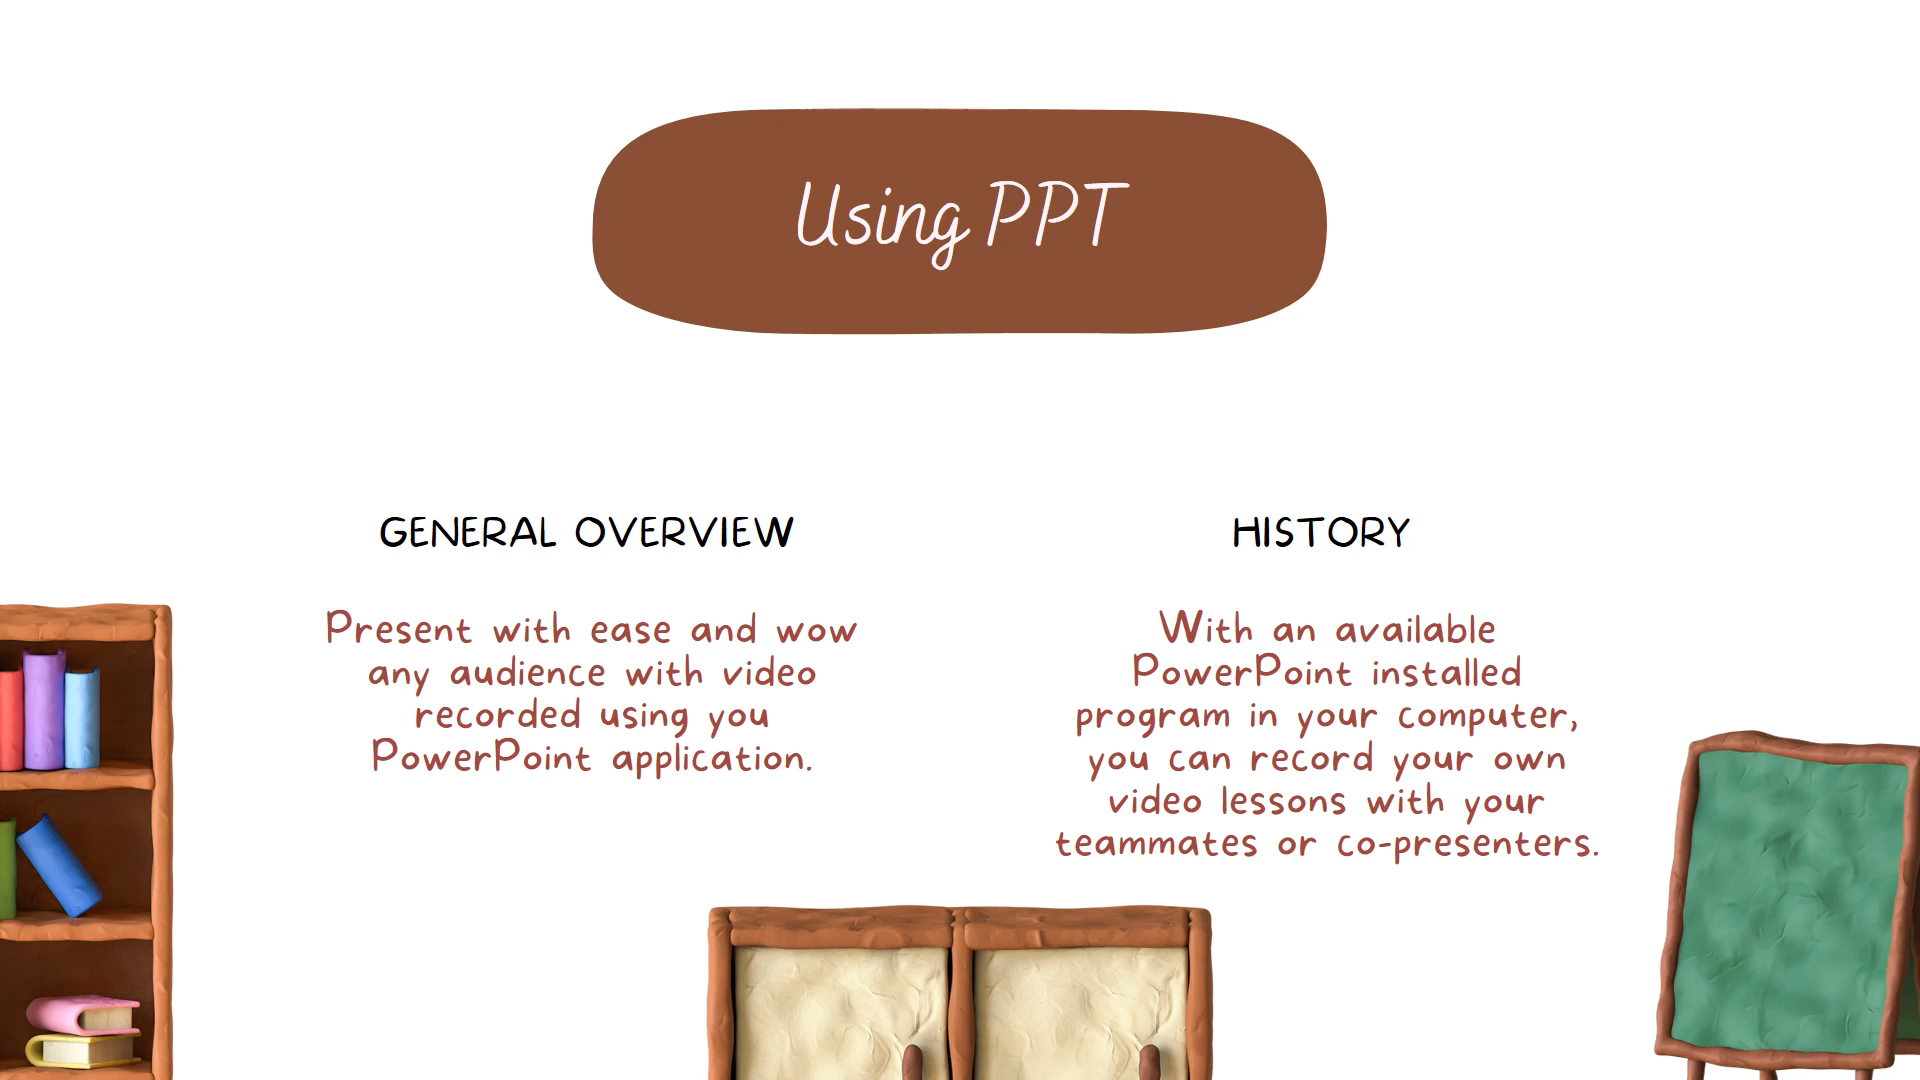 Using PPT
GENERAL OVERVIEW
Present with ease and wow
any audience with video
recorded using you
PowerPoint application.
HISTORY
With an available
PowerPoint installed
program in your computer,
you can record your own
video lessons with your
teammates or co-presenters.